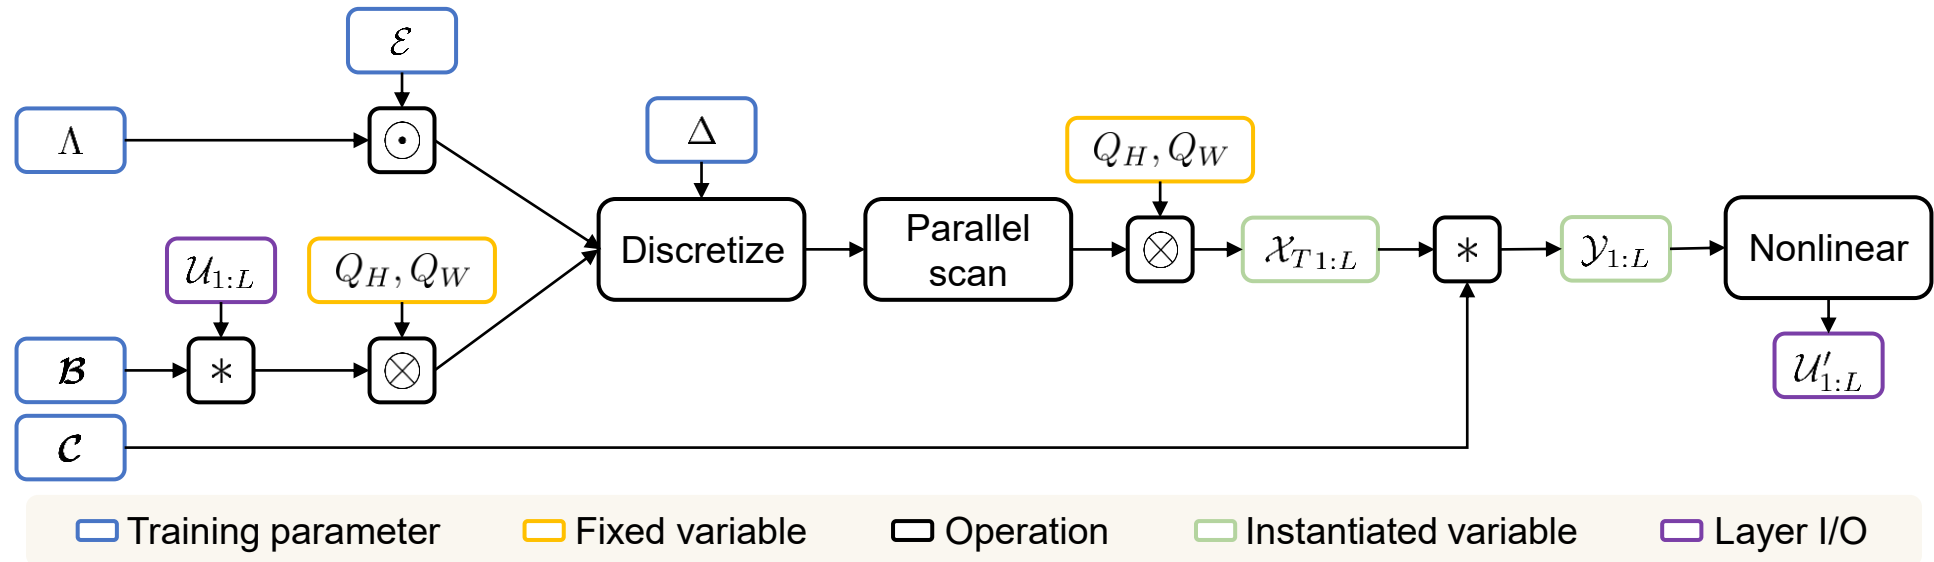 ℰ
Λ
⊙
Δ
Q_H, Q_W
𝒰_{1:L}
Q_H, Q_W
Discretize
Parallel
scan
⊗
𝒳_{T 1:L}
*
𝒴_{1:L}
Nonlinear
ℬ
*
⊗
𝒰′_{1:L}
𝒞
Training parameter
Fixed variable
Operation
Instantiated variable
Layer I/O